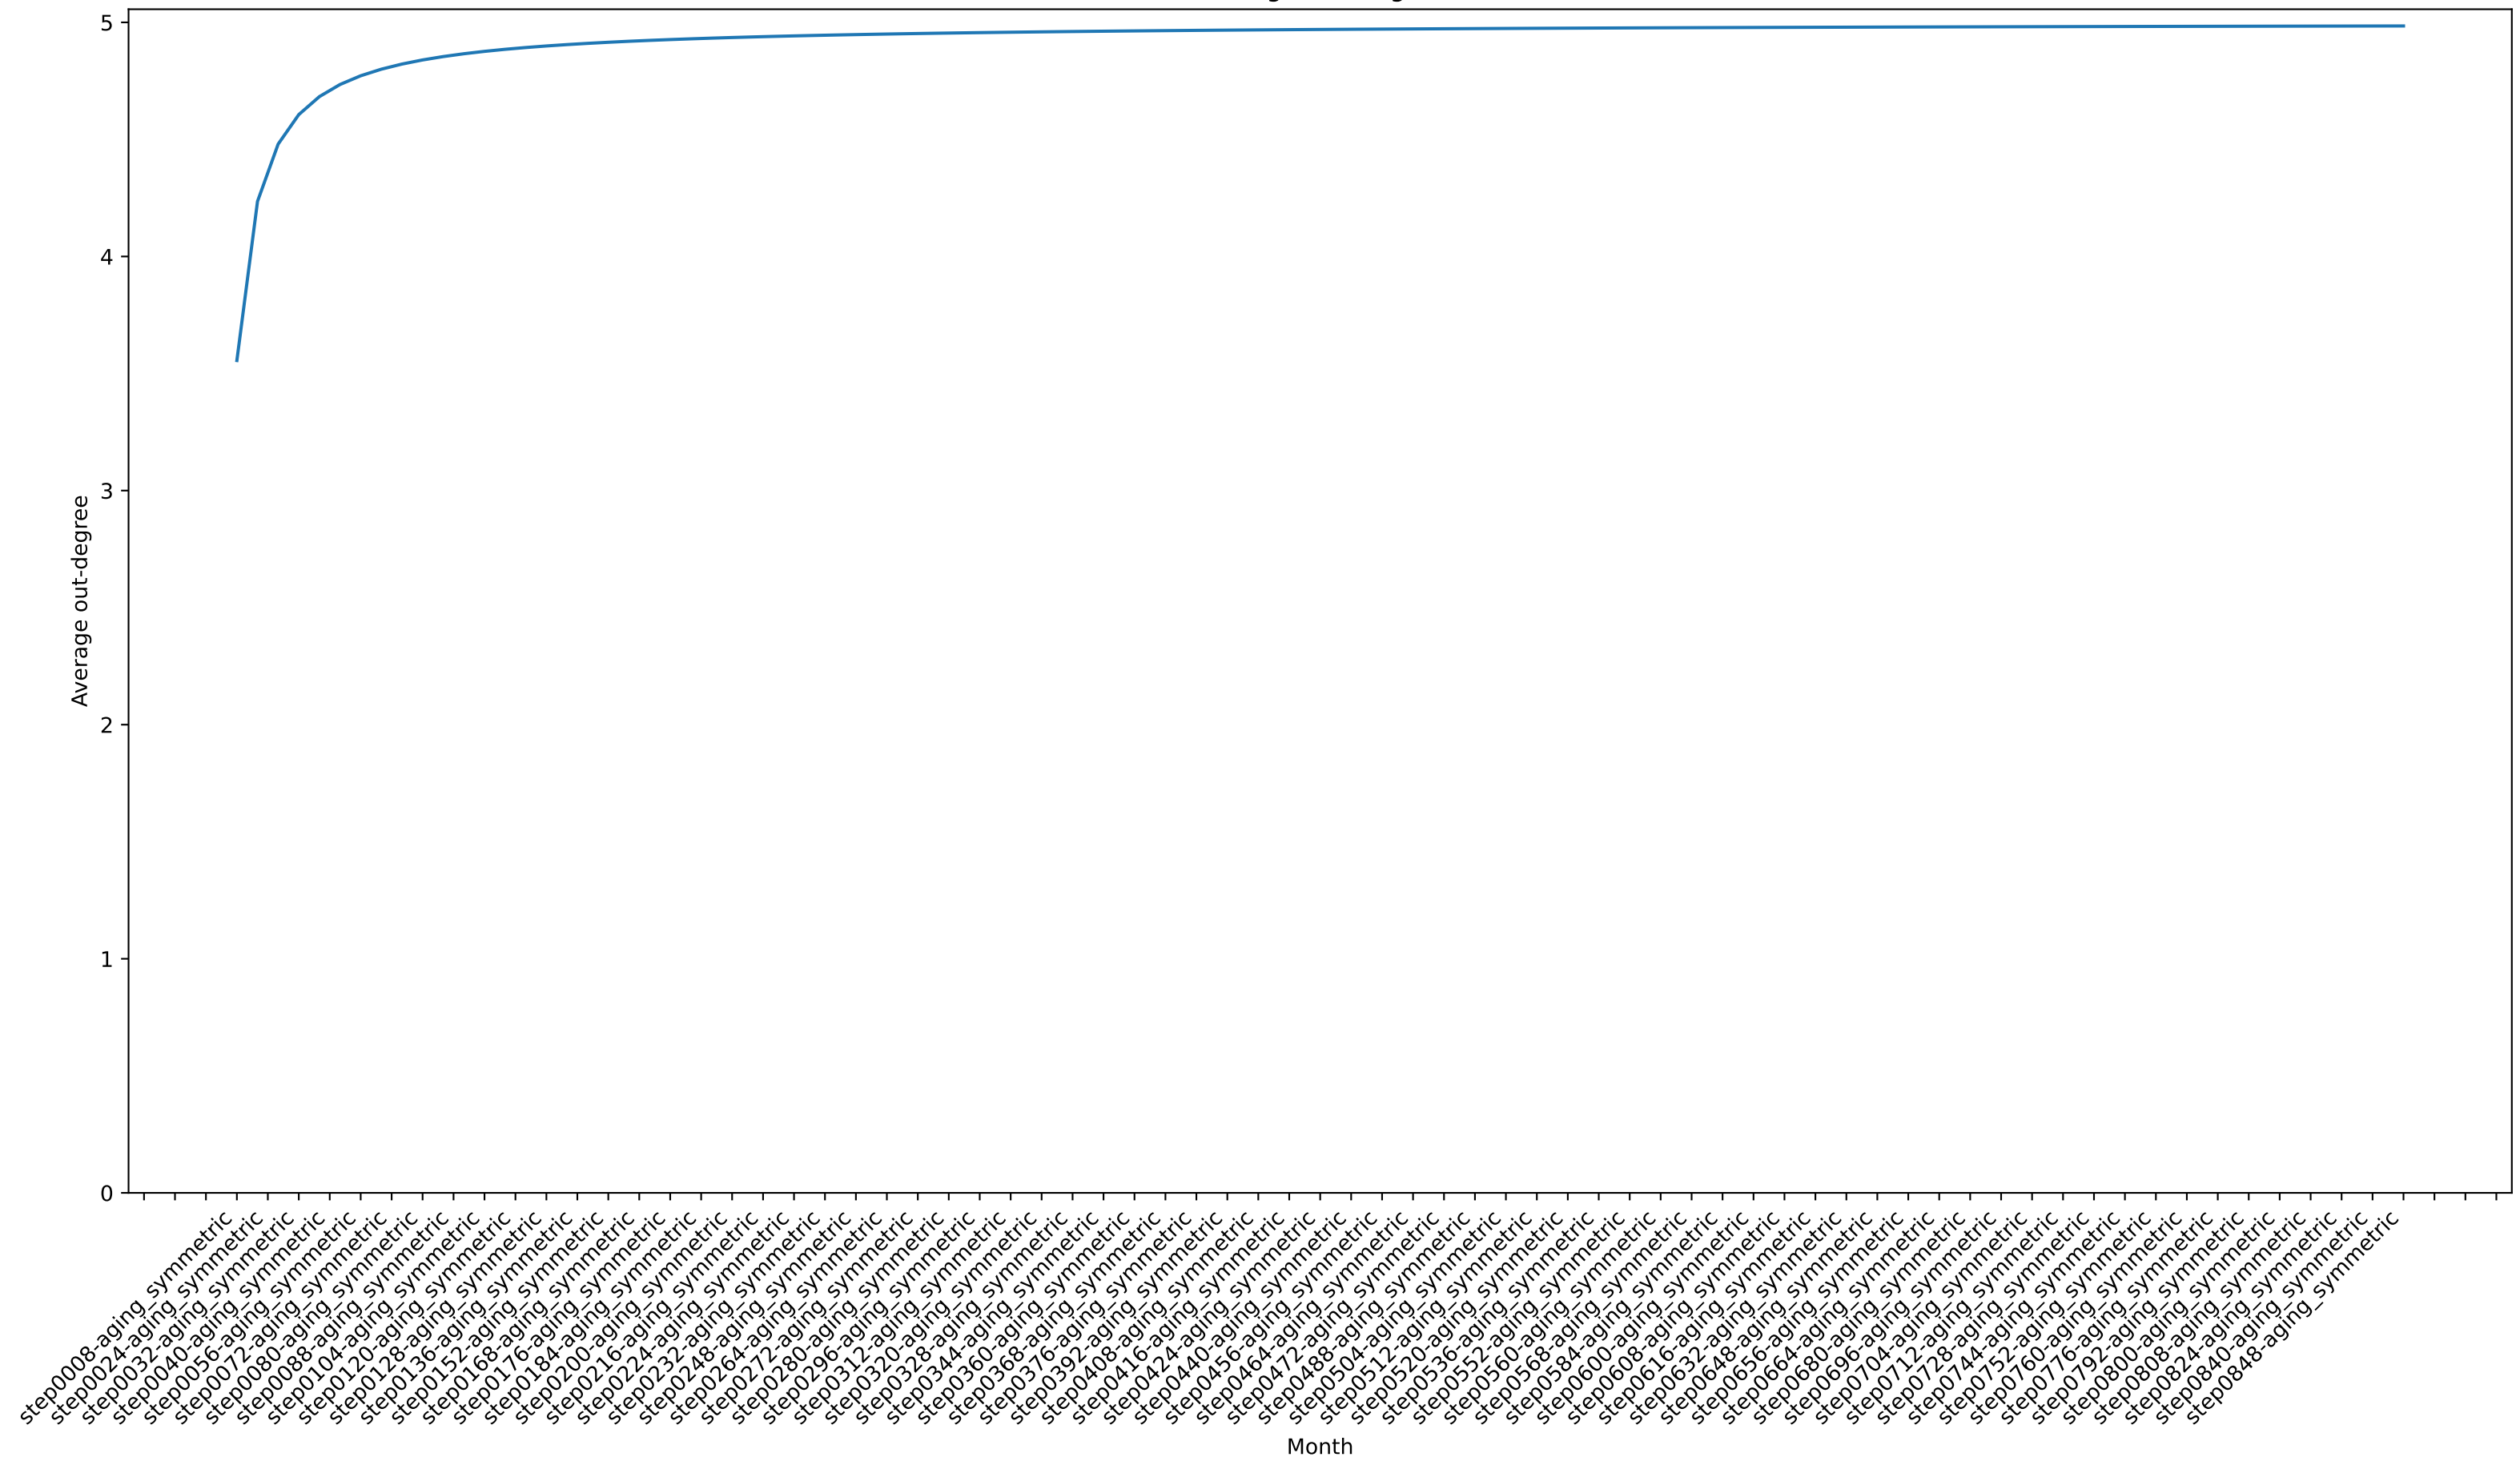 5
4
3
2
1
0
Average out-degree
step0008-aging_symmetric
step0024-aging_symmetric
step0032-aging_symmetric
step0040-aging_symmetric
step0056-aging_symmetric
step0072-aging_symmetric
step0080-aging_symmetric
step0088-aging_symmetric
step0104-aging_symmetric
step0120-aging_symmetric
step0128-aging_symmetric
step0136-aging_symmetric
step0152-aging_symmetric
step0168-aging_symmetric
step0176-aging_symmetric
step0184-aging_symmetric
step0200-aging_symmetric
step0216-aging_symmetric
step0224-aging_symmetric
step0232-aging_symmetric
step0248-aging_symmetric
step0264-aging_symmetric
step0272-aging_symmetric
step0280-aging_symmetric
step0296-aging_symmetric
step0312-aging_symmetric
step0320-aging_symmetric
step0328-aging_symmetric
step0344-aging_symmetric
step0360-aging_symmetric
step0368-aging_symmetric
step0376-aging_symmetric
step0392-aging_symmetric
step0408-aging_symmetric
step0416-aging_symmetric
step0424-aging_symmetric
step0440-aging_symmetric
step0456-aging_symmetric
step0464-aging_symmetric
step0472-aging_symmetric
step0488-aging_symmetric
step0504-aging_symmetric
step0512-aging_symmetric
step0520-aging_symmetric
step0536-aging_symmetric
step0552-aging_symmetric
step0560-aging_symmetric
step0568-aging_symmetric
step0584-aging_symmetric
step0600-aging_symmetric
step0608-aging_symmetric
step0616-aging_symmetric
step0632-aging_symmetric
step0648-aging_symmetric
step0656-aging_symmetric
step0664-aging_symmetric
step0680-aging_symmetric
step0696-aging_symmetric
step0704-aging_symmetric
step0712-aging_symmetric
step0728-aging_symmetric
step0744-aging_symmetric
step0752-aging_symmetric
step0760-aging_symmetric
step0776-aging_symmetric
step0792-aging_symmetric
step0800-aging_symmetric
step0808-aging_symmetric
step0824-aging_symmetric
step0840-aging_symmetric
step0848-aging_symmetric
Month